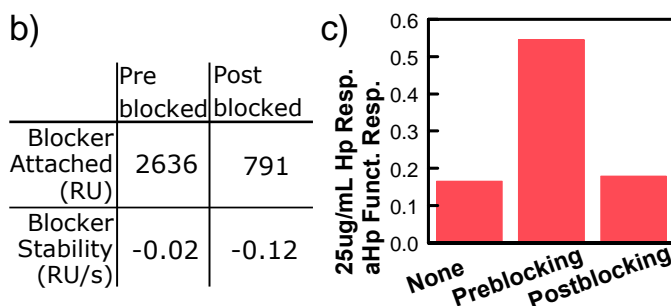 b)
Pre
blocked
Post
blocked
Blocker
Attached
(RU)
2636
791
Blocker
Stability
(RU/s)
-0.02
-0.12
c)
25ug/mL Hp Resp.
aHp Funct. Resp.
0.6
0.5
0.4
0.3
0.2
0.1
0.0
None
Preblocking
Postblocking